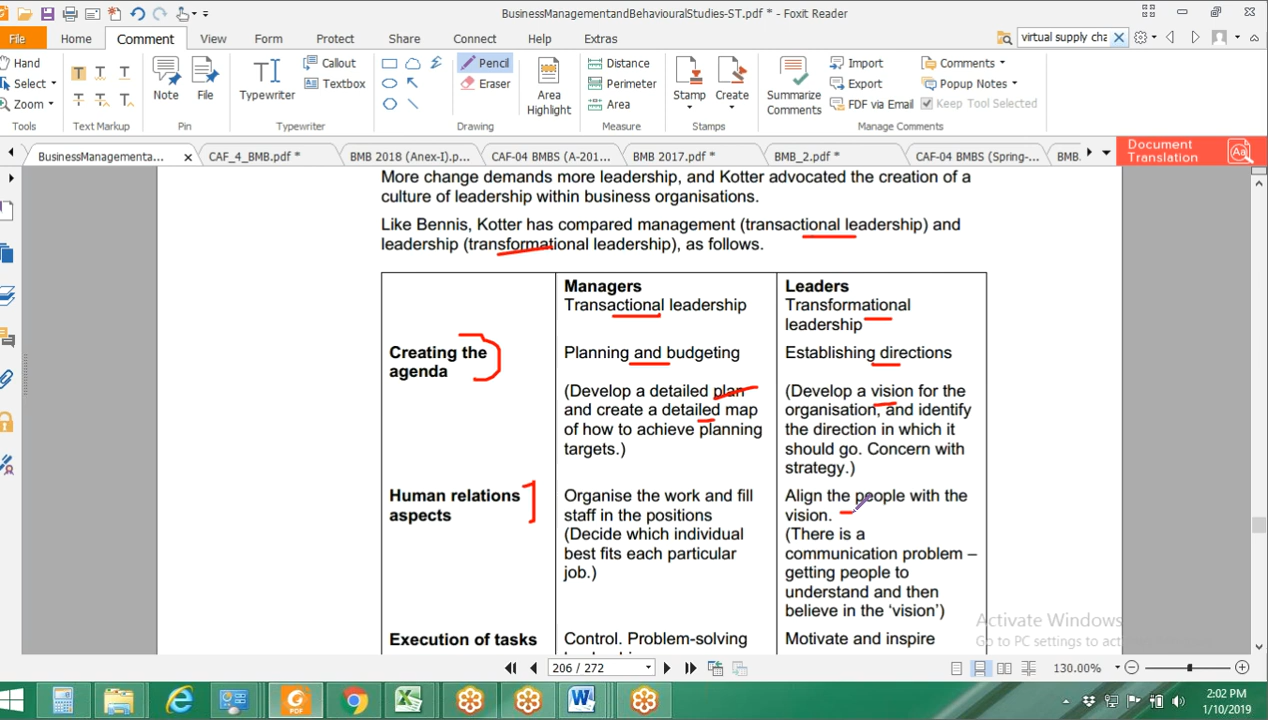 BusinessManagementandBehaviouralStudies-ST.pdf * - Foxit Reader
File Home Comment View Form Protect Share Connect Help Extras virtual supply cha
Hand
Select
Zoom
Tools
Text Markup
Note
File
Pin
Typewriter
Callout
Textbox
Typewriter
Pencil
Eraser
Area
Highlight
Drawing
Distance
Perimeter
Area
Measure
Stamp
Create
Stamps
Summarize
Comments
Import
Export
FDF via Email
Comments
Popup Notes
Keep Tool Selected
Manage Comments
BusinessManagementa... CAF_4_BMB.pdf * BMB 2018 (Anex-I).p... CAF-04 BMBS (A-201... BMB 2017.pdf * BMB_2.pdf * CAF-04 BMBS (Spring-... BMB.
Document
Translation
More change demands more leadership, and Kotter advocated the creation of a
culture of leadership within business organisations.
Like Bennis, Kotter has compared management (transactional leadership) and
leadership (transformational leadership), as follows.
Managers
Transactional leadership
Leaders
Transformational
leadership
Creating the
agenda
Planning and budgeting
(Develop a detailed plan
and create a detailed map
of how to achieve planning
targets.)
Establishing directions
(Develop a vision for the
organisation, and identify
the direction in which it
should go. Concern with
strategy.)
Human relations
aspects
Organise the work and fill
staff in the positions
(Decide which individual
best fits each particular
job.)
Align the people with the
vision.
(There is a
communication problem –
getting people to
understand and then
believe in the 'vision')
Execution of tasks
Control. Problem-solving
Motivate and inspire
Activate Windows
Go to PC settings to act
206 / 272
130.00%
2:02 PM
1/10/2019